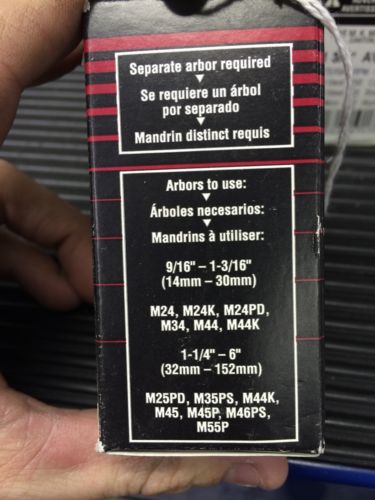 Separate arbor required
Se requiere un árbol
por separado
Mandrin distinct requis
Arbors to use:
Árboles necesarios:
Mandrins à utiliser:
9/16" – 1-3/16"
(14mm – 30mm)
M24, M24K, M24PD,
M34, M44, M44K
1-1/4" – 6"
(32mm – 152mm)
M25PD, M35PS, M44K,
M45, M45P, M46PS,
M55P